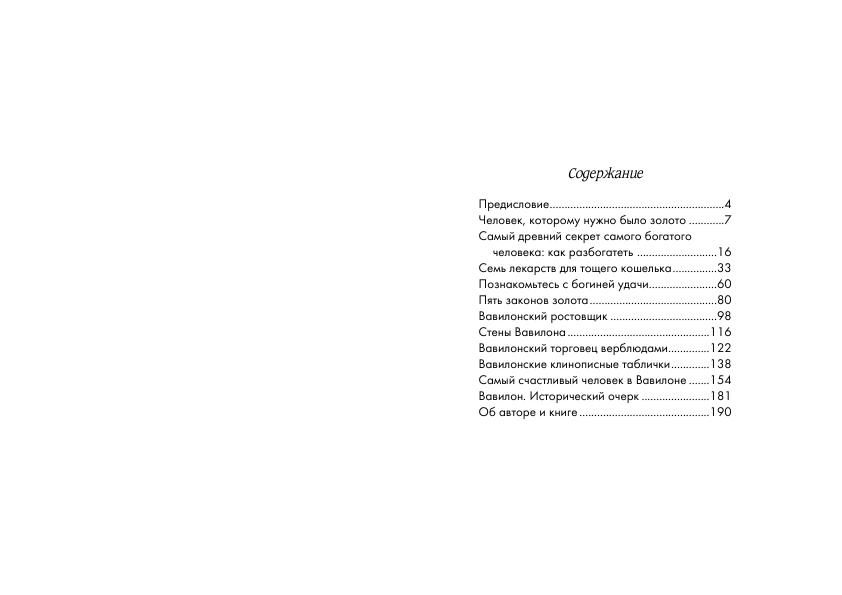 Содержание
Предисловие..........................................................4
Человек, которому нужно было золото ............7
Самый древний секрет самого богатого
человека: как разбогатеть ...........................16
Семь лекарств для тощего кошелька...............33
Познакомьтесь с богиней удачи.......................60
Пять законов золота...........................................80
Вавилонский ростовщик ....................................98
Стены Вавилона................................................116
Вавилонский торговец верблюдами..............122
Вавилонские клинописные таблички.............138
Самый счастливый человек в Вавилоне .......154
Вавилон. Исторический очерк .......................181
Об авторе и книге............................................190